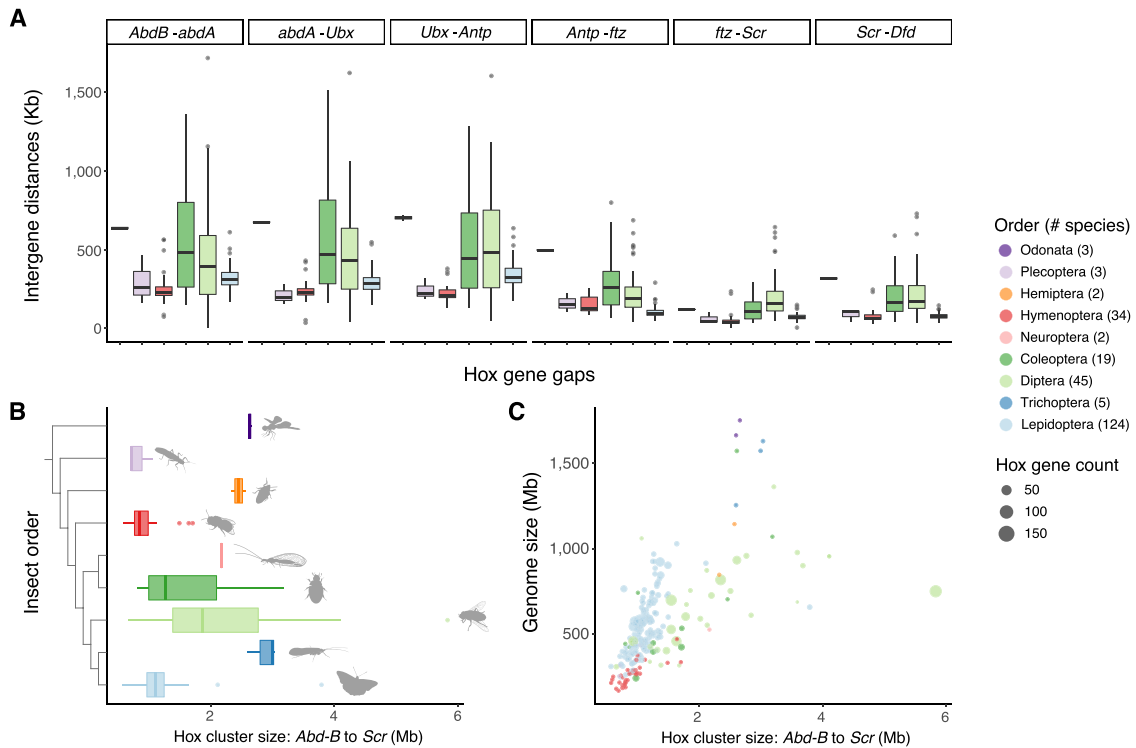 A
AbdB - abdA
abdA - Ubx
Ubx - Antp
Antp - ftz
ftz - Scr
Scr - Dfd
Intergene distances (Kb)
1,500
1,000
500
0
Hox gene gaps
Order (# species)
Odonata (3)
Plecoptera (3)
Hemiptera (2)
Hymenoptera (34)
Neuroptera (2)
Coleoptera (19)
Diptera (45)
Trichoptera (5)
Lepidoptera (124)
Hox gene count
50
100
150
B
Insect order
2
4
6
Hox cluster size: Abd-B to Scr (Mb)
C
Genome size (Mb)
1,500
1,000
500
2
4
6
Hox cluster size: Abd-B to Scr (Mb)